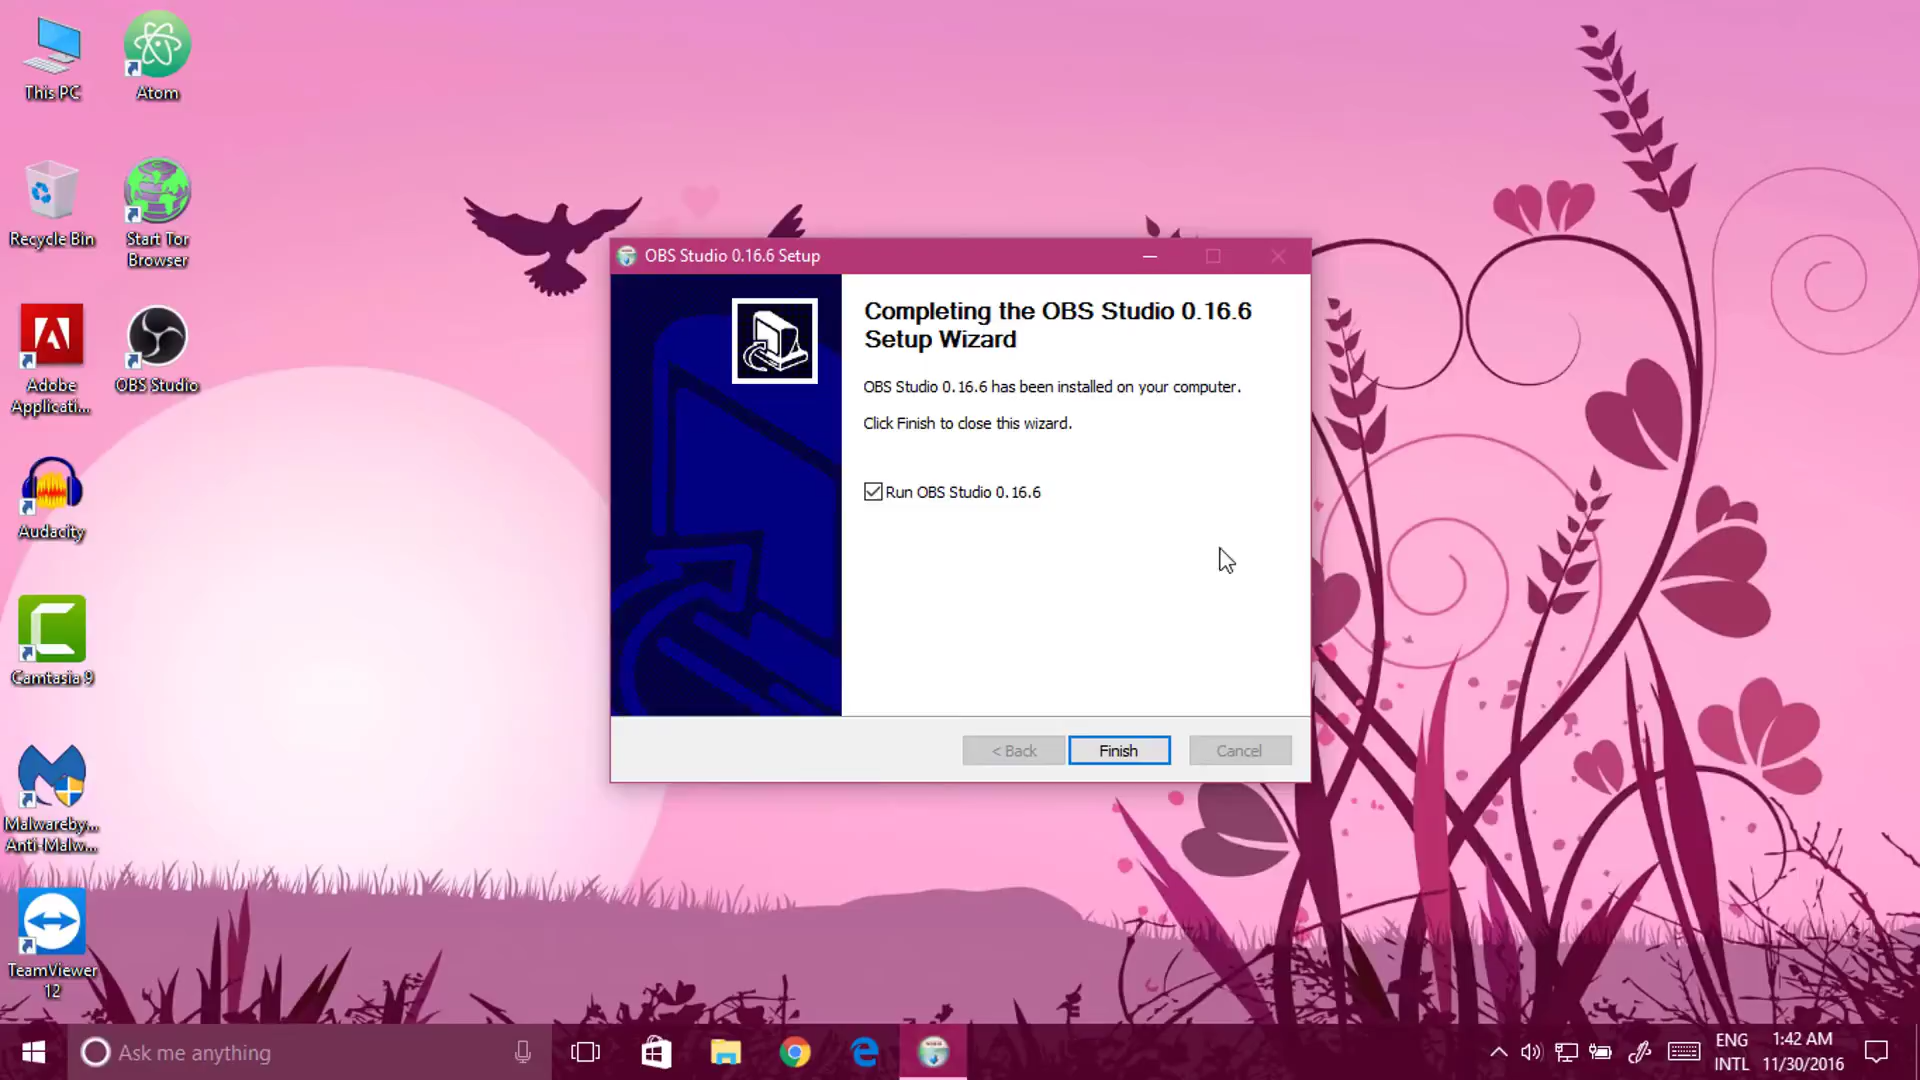 This PC
Atom
Recycle Bin
Start Tor
Browser
Adobe
Applicati...
OBS Studio
Audacity
Camtasia 9
Malwareby...
Anti-Malw...
TeamViewer
12
OBS Studio 0.16.6 Setup
Completing the OBS Studio 0.16.6
Setup Wizard
OBS Studio 0.16.6 has been installed on your computer.
Click Finish to close this wizard.
Run OBS Studio 0.16.6
< Back
Finish
Cancel
Ask me anything
ENG
INTL
1:42 AM
11/30/2016